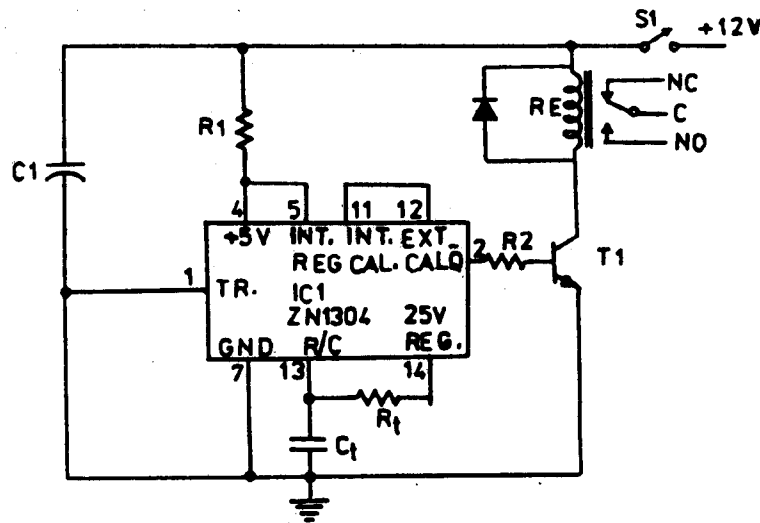 S1
+12V
NC
RE
C
NO
R1
C1
4
5
11
12
+5V INT. INT. EXT.
REG CAL. CAL Q̄
2
R2
T1
1
TR.
IC1
ZN1304
25V
GND
R/C
REG.
7
13
14
Rt
Ct